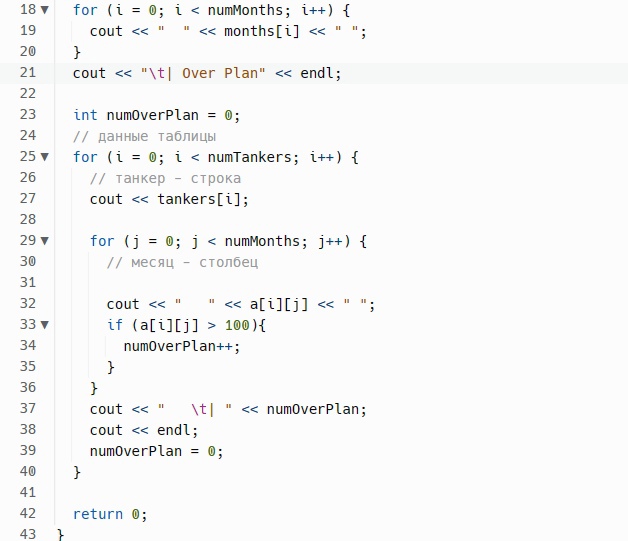 18 for (i = 0; i < numMonths; i++) {
19 cout << "  " << months[i] << " ";
20 }
21 cout << "\t| Over Plan" << endl;
22
23 int numOverPlan = 0;
24 // данные таблицы
25 for (i = 0; i < numTankers; i++) {
26 // танкер – строка
27 cout << tankers[i];
28
29 for (j = 0; j < numMonths; j++) {
30 // месяц – столбец
31
32 cout << "   " << a[i][j] << " ";
33 if (a[i][j] > 100){
34 numOverPlan++;
35 }
36 }
37 cout << "   \t| " << numOverPlan;
38 cout << endl;
39 numOverPlan = 0;
40 }
41
42 return 0;
43 }